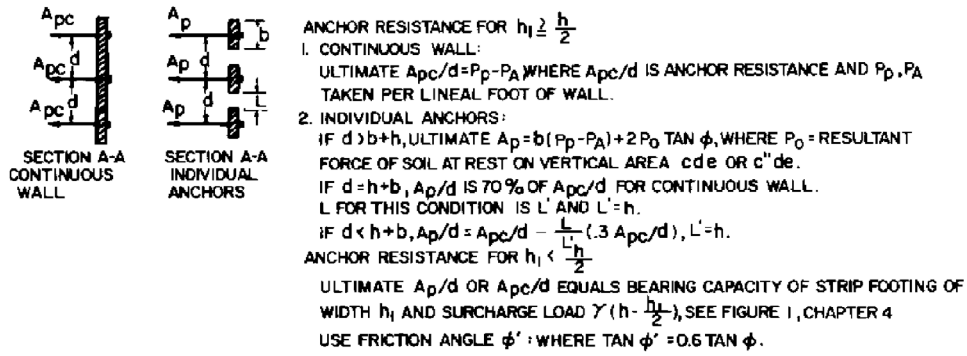 Apc
d
Apc
d
Apc
SECTION A-A
CONTINUOUS
WALL
Ap
b
d
Ap
L
d
Ap
SECTION A-A
INDIVIDUAL
ANCHORS
ANCHOR RESISTANCE FOR h₁ ≥ h/2
1. CONTINUOUS WALL:
ULTIMATE Apc/d=Pp-PA, WHERE Apc/d IS ANCHOR RESISTANCE AND Pp, PA
TAKEN PER LINEAL FOOT OF WALL.
2. INDIVIDUAL ANCHORS:
IF d > b+h, ULTIMATE Ap=b(Pp-PA)+2Po TAN ϕ, WHERE Po = RESULTANT
FORCE OF SOIL AT REST ON VERTICAL AREA cde OR c"de.
IF d = h+b, Ap/d IS 70% OF Apc/d FOR CONTINUOUS WALL.
L FOR THIS CONDITION IS L' AND L'=h.
IF d < h+b, Ap/d = Apc/d - L/L' (.3 Apc/d), L'=h.
ANCHOR RESISTANCE FOR h₁ < h/2
ULTIMATE Ap/d OR Apc/d EQUALS BEARING CAPACITY OF STRIP FOOTING OF
WIDTH h₁ AND SURCHARGE LOAD γ(h - h₁/2), SEE FIGURE 1, CHAPTER 4
USE FRICTION ANGLE ϕ' : WHERE TAN ϕ' = 0.6 TAN ϕ.